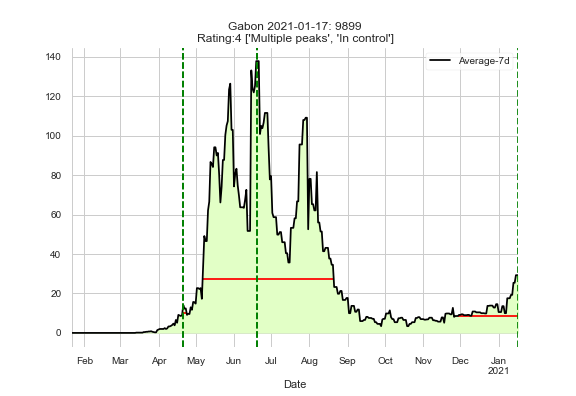 Gabon 2021-01-17: 9899
Rating:4 ['Multiple peaks', 'In control']
Average-7d
140
120
100
80
60
40
20
0
Feb Mar Apr May Jun Jul Aug Sep Oct Nov Dec Jan
2021
Date